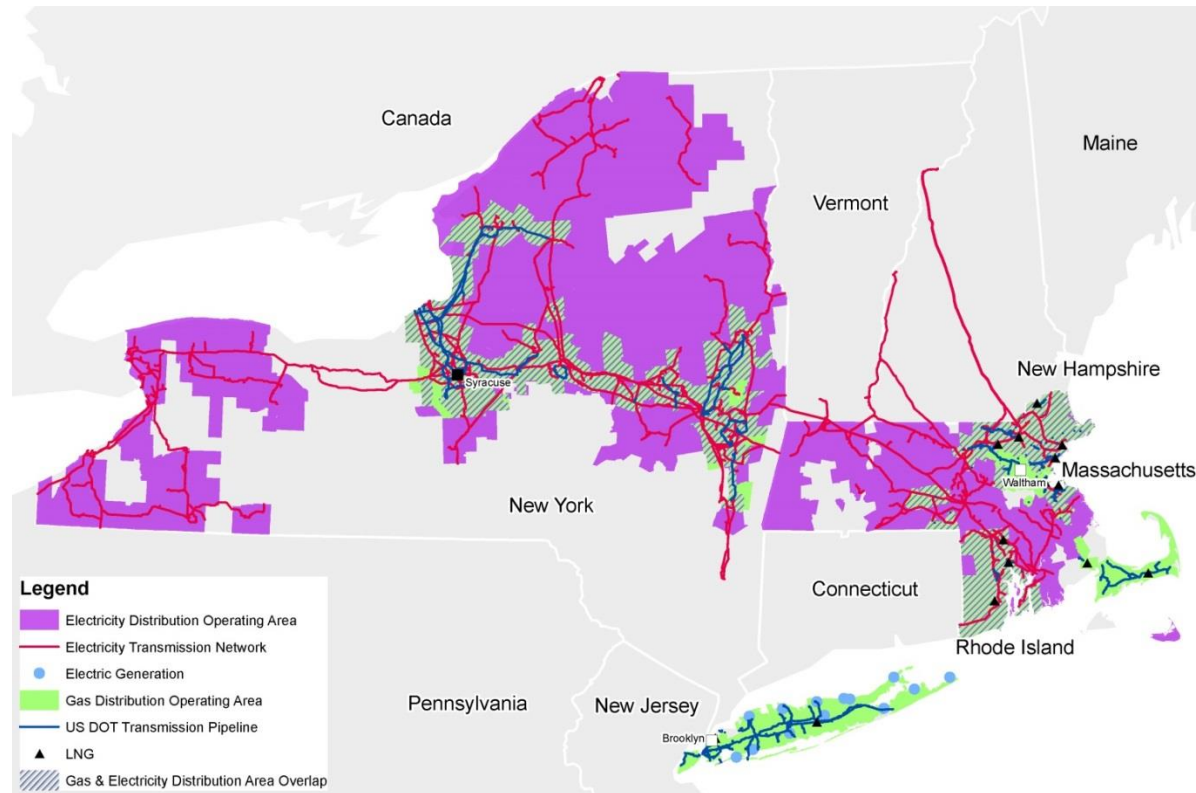 Canada
Maine
Vermont
New Hampshire
Syracuse
Massachusetts
Waltham
New York
Connecticut
Rhode Island
Pennsylvania
New Jersey
Brooklyn
Legend
Electricity Distribution Operating Area
Electricity Transmission Network
Electric Generation
Gas Distribution Operating Area
US DOT Transmission Pipeline
LNG
Gas & Electricity Distribution Area Overlap